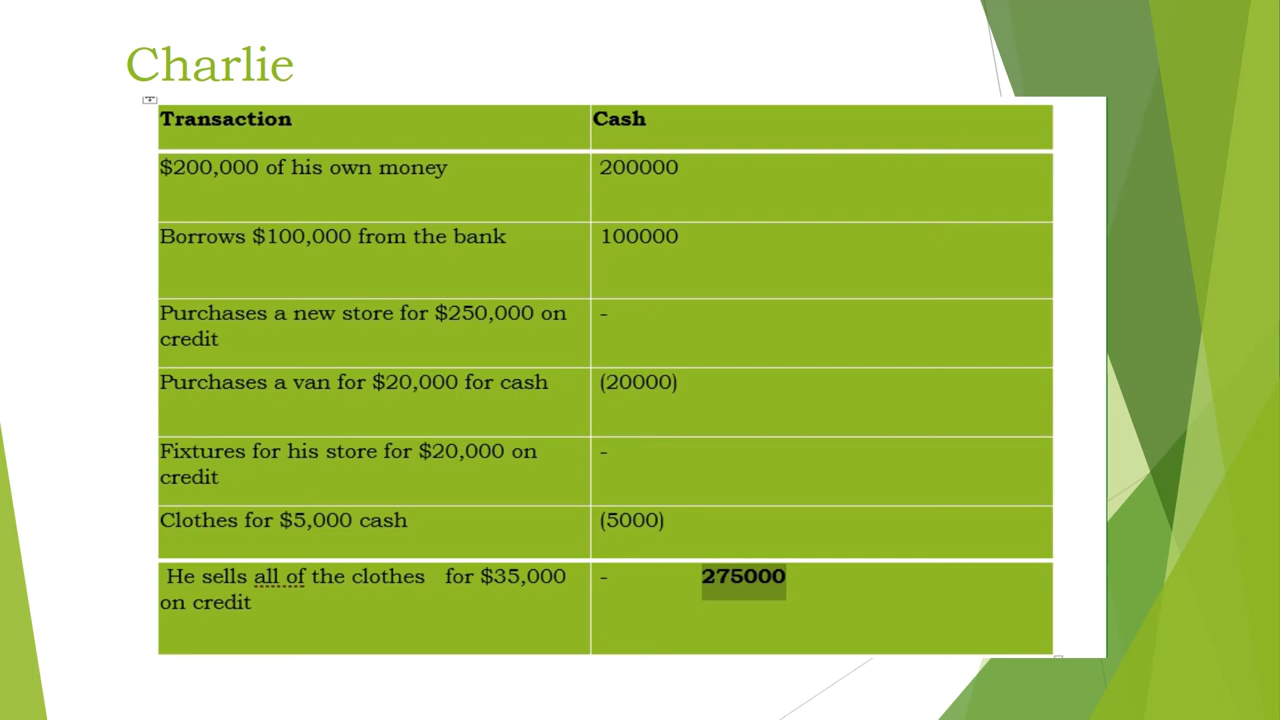 Charlie
Transaction Cash
$200,000 of his own money 200000
Borrows $100,000 from the bank 100000
Purchases a new store for $250,000 on -
credit
Purchases a van for $20,000 for cash (20000)
Fixtures for his store for $20,000 on -
credit
Clothes for $5,000 cash (5000)
He sells all of the clothes for $35,000 - 275000
on credit